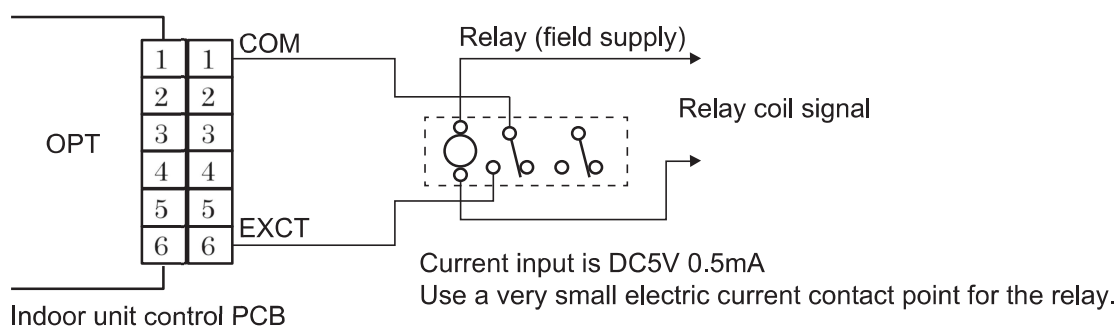 COM
Relay (field supply)
1 1
2 2
Relay coil signal
OPT
3 3
4 4
5 5
EXCT
6 6
Current input is DC5V 0.5mA
Use a very small electric current contact point for the relay.
Indoor unit control PCB